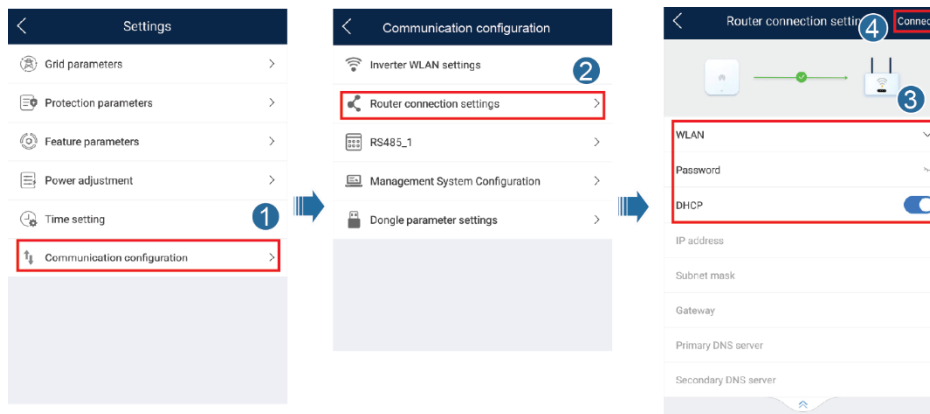 Settings
Grid parameters
Protection parameters
Feature parameters
Power adjustment
Time setting
1
Communication configuration
Communication configuration
Inverter WLAN settings
2
Router connection settings
RS485_1
Management System Configuration
Dongle parameter settings
Router connection settin
4
Connec
3
WLAN
Password
DHCP
IP address
Subnet mask
Gateway
Primary DNS server
Secondary DNS server